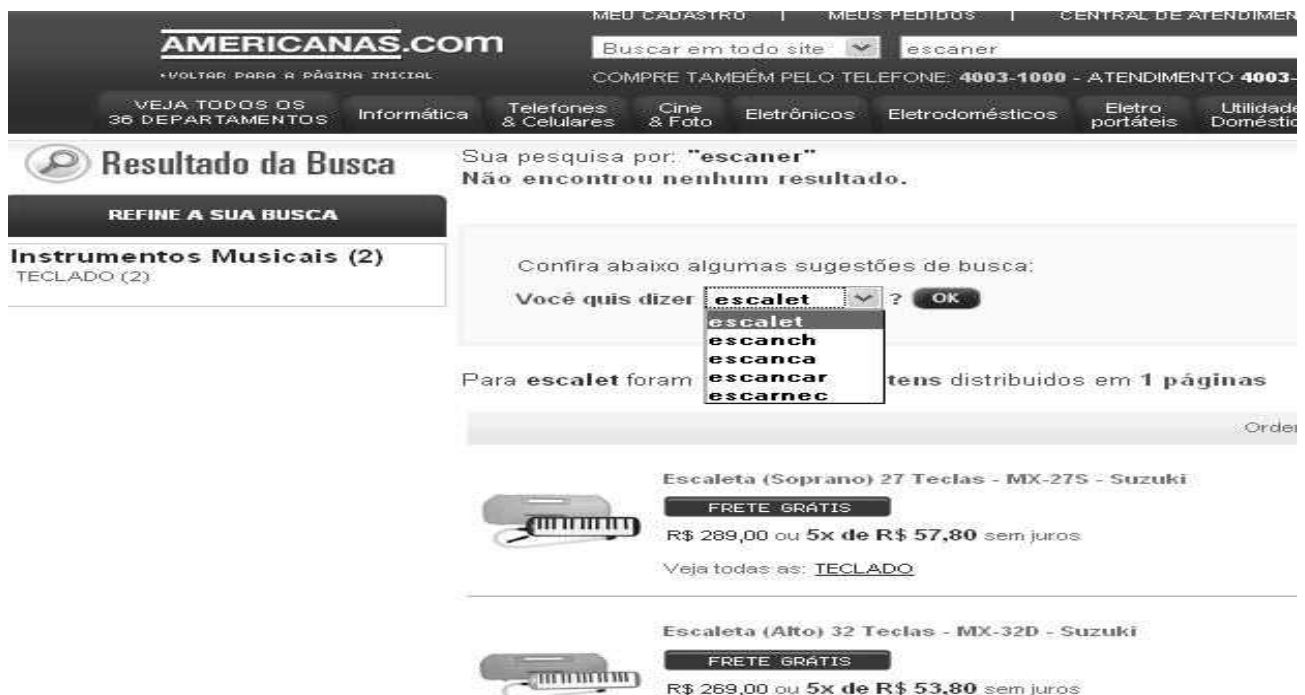 MEU CADASTRO | MEUS PEDIDOS | CENTRAL DE ATENDIMEN
AMERICANAS.com
Buscar em todo site
escaner
•VOLTAR PARA A PÁGINA INICIAL
COMPRE TAMBÉM PELO TELEFONE: 4003-1000 - ATENDIMENTO 4003-
VEJA TODOS OS
36 DEPARTAMENTOS
Informática
Telefones
& Celulares
Cine
& Foto
Eletrônicos
Eletrodomésticos
Eletro
portáteis
Utilidade
Doméstic
Resultado da Busca
Sua pesquisa por: "escaner"
Não encontrou nenhum resultado.
REFINE A SUA BUSCA
Instrumentos Musicais (2)
TECLADO (2)
Confira abaixo algumas sugestões de busca:
Você quis dizer escalet ? OK
escalet
escanch
escanca
escancar
escarnec
Para escalet foram tens distribuidos em 1 páginas
Order
Escaleta (Soprano) 27 Teclas - MX-27S - Suzuki
FRETE GRÁTIS
R$ 289,00 ou 5x de R$ 57,80 sem juros
Veja todas as: TECLADO
Escaleta (Alto) 32 Teclas - MX-32D - Suzuki
FRETE GRÁTIS
R$ 269,00 ou 5x de R$ 53,80 sem juros